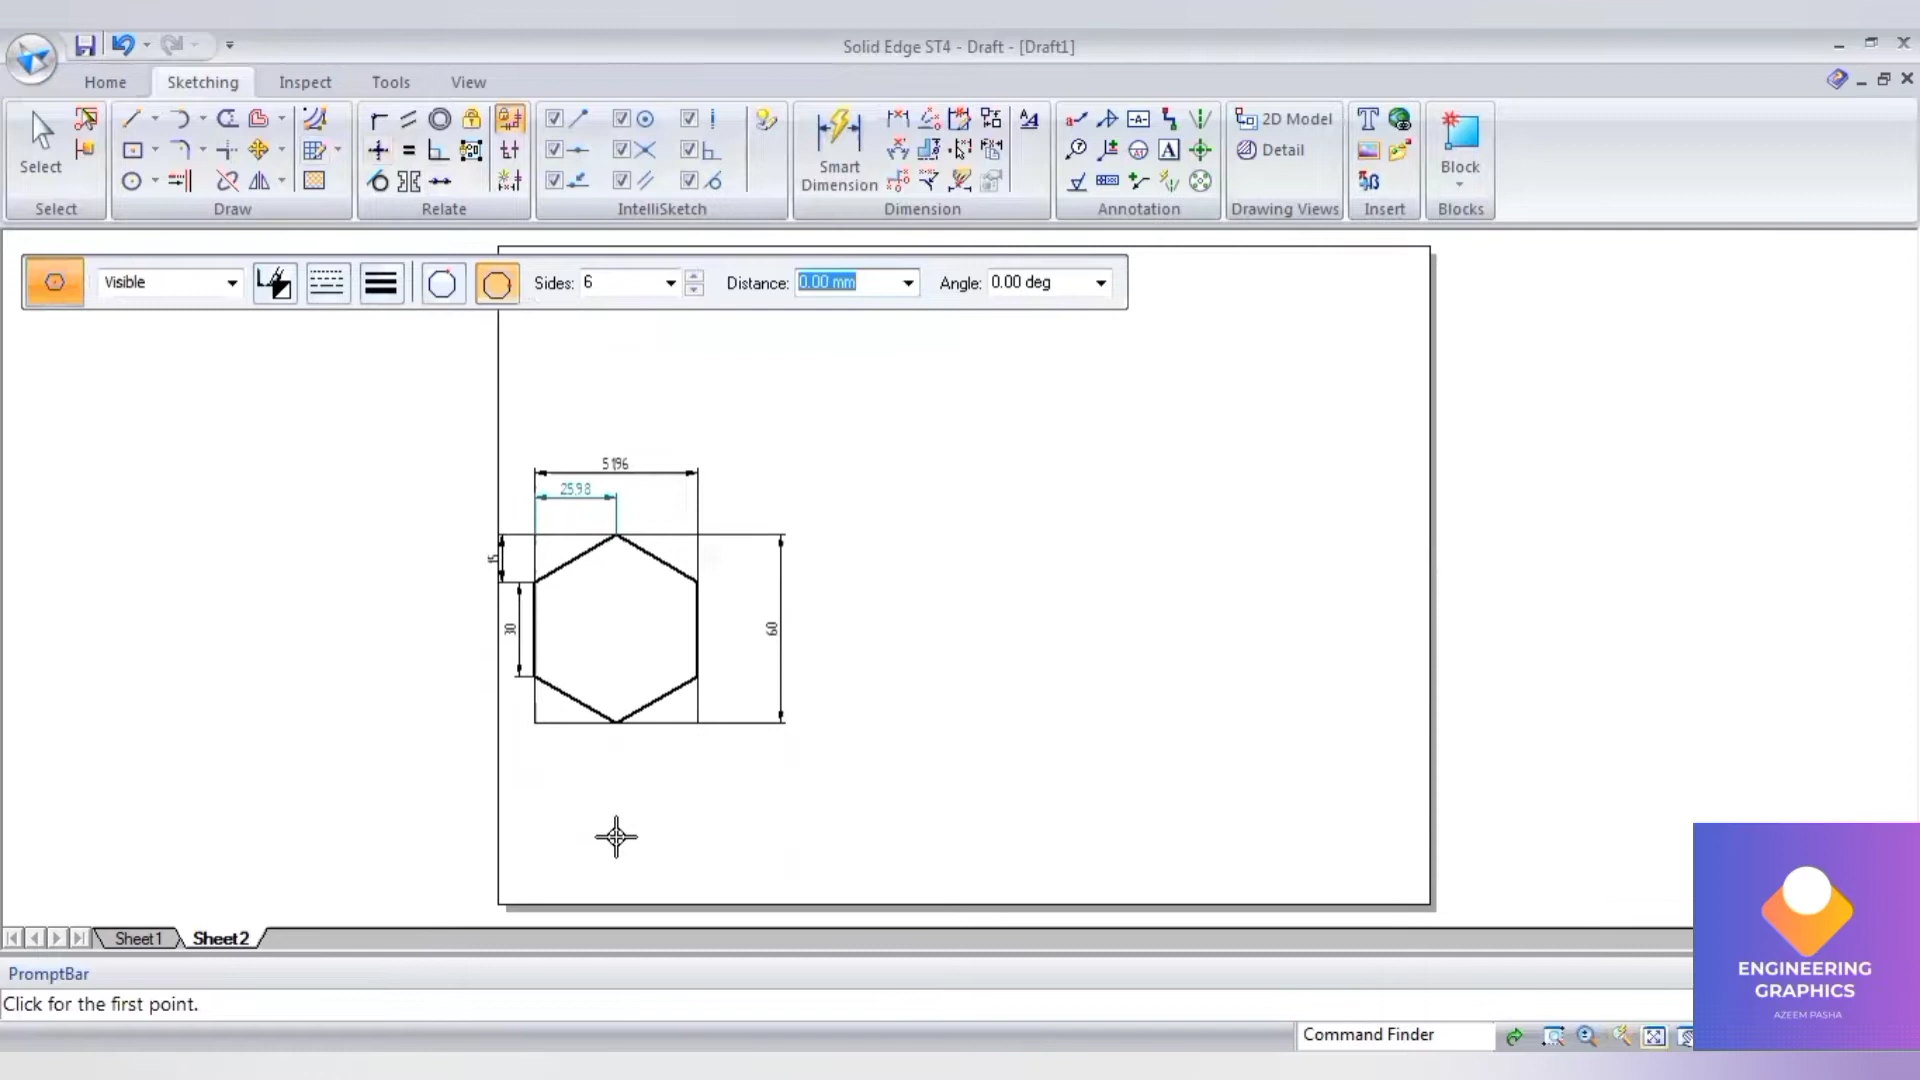 Solid Edge ST4 - Draft - [Draft1]
Home Sketching Inspect Tools View
Select
Smart Dimension
2D Model
Detail
Block
Select Draw Relate IntelliSketch Dimension Annotation Drawing Views Insert Blocks
Visible Sides: 6 Distance: 0.00 mm Angle: 0.00 deg
51,96
25,98
15
30
60
Sheet1 Sheet2
PromptBar
Click for the first point.
Command Finder
ENGINEERING
GRAPHICS
AZEEM PASHA